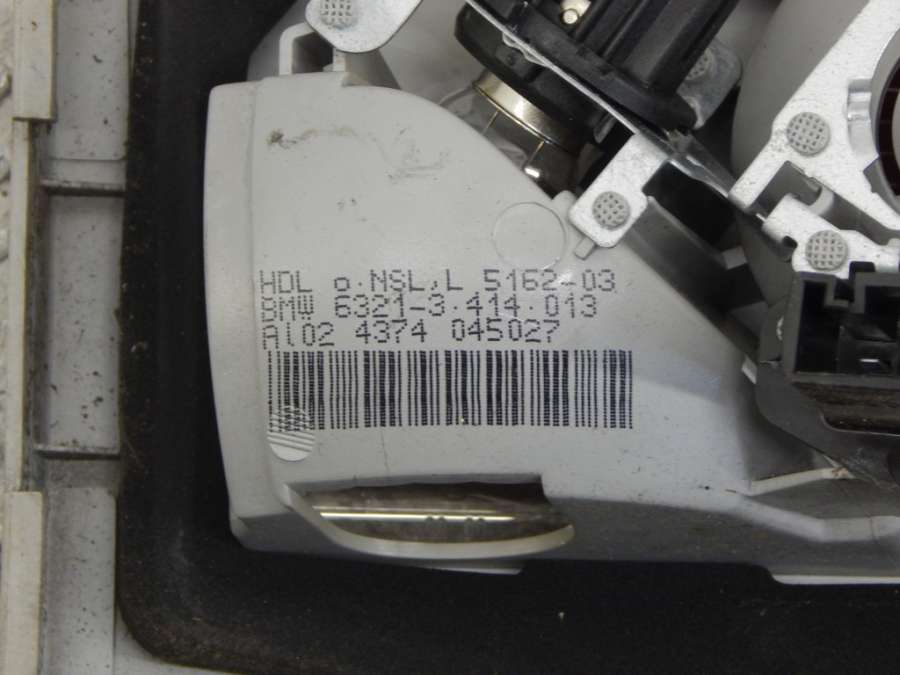 HDL o.NSL,L 5162-03
BMW 6321-3.414.013
Al02 4374 045027